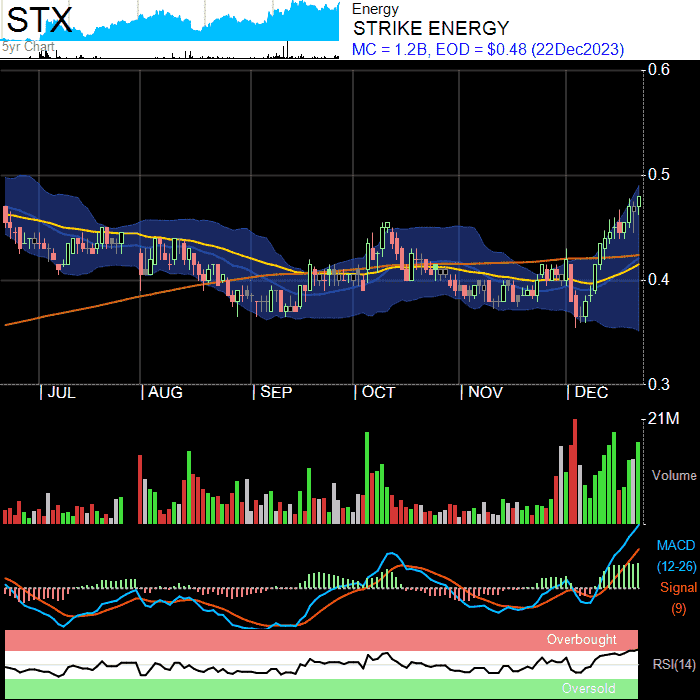 STX
5yr Chart
Energy
STRIKE ENERGY
MC = 1.2B, EOD = $0.48 (22Dec2023)
0.6
0.5
0.4
0.3
JUL AUG SEP OCT NOV DEC
21M
Volume
MACD
(12-26)
Signal
(9)
Overbought
RSI(14)
Oversold